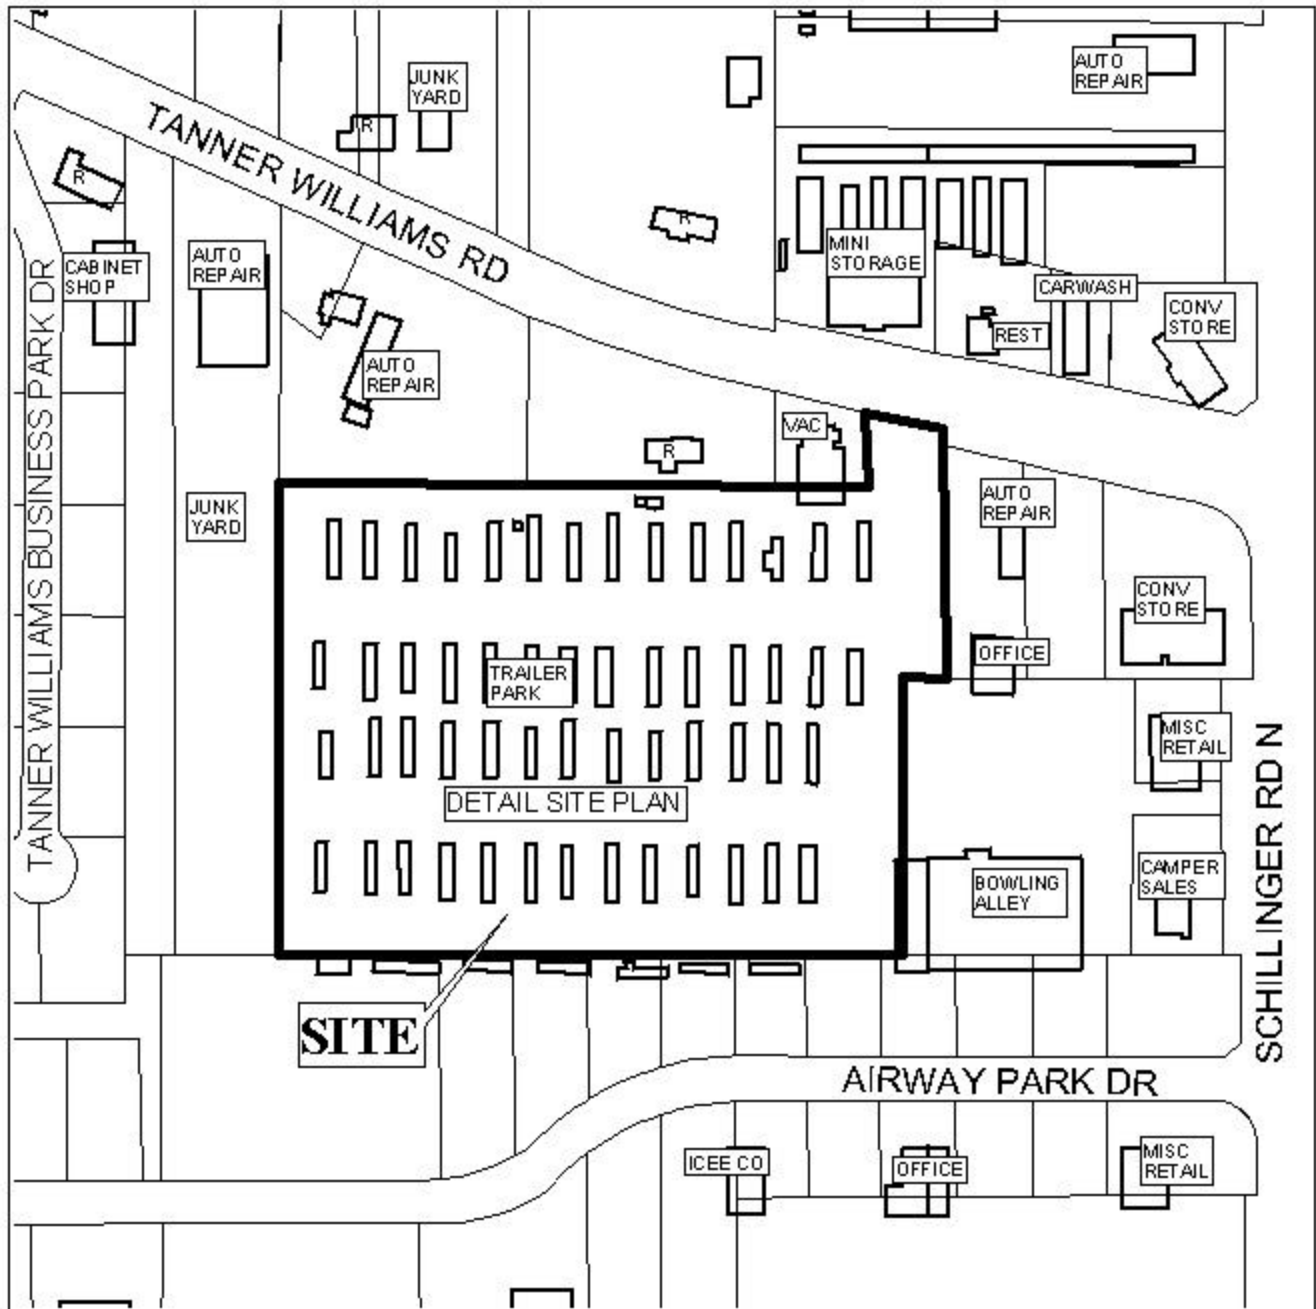 JUNK
YARD
AUTO
REPAIR
R
TANNER WILLIAMS RD
R
R
CABINET
SHOP
AUTO
REPAIR
MINI
STORAGE
CARWASH
CONV
STORE
REST
AUTO
REPAIR
VAC
R
TANNER WILLIAMS BUSINESS PARK DR
JUNK
YARD
AUTO
REPAIR
CONV
STORE
OFFICE
TRAILER
PARK
MISC
RETAIL
DETAIL SITE PLAN
SCHILLINGER RD N
BOWLING
ALLEY
CAMPER
SALES
SITE
AIRWAY PARK DR
ICEE CO
OFFICE
MISC
RETAIL